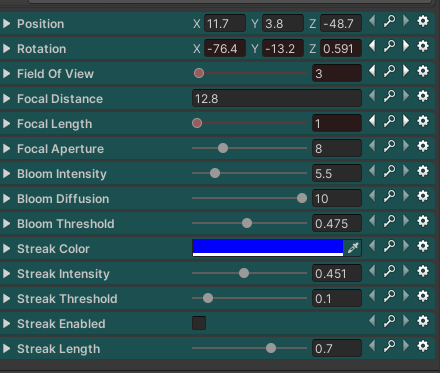 Position X 11.7 Y 3.8 Z -48.7
Rotation X -76.4 Y -13.2 Z 0.591
Field Of View 3
Focal Distance 12.8
Focal Length 1
Focal Aperture 8
Bloom Intensity 5.5
Bloom Diffusion 10
Bloom Threshold 0.475
Streak Color
Streak Intensity 0.451
Streak Threshold 0.1
Streak Enabled
Streak Length 0.7